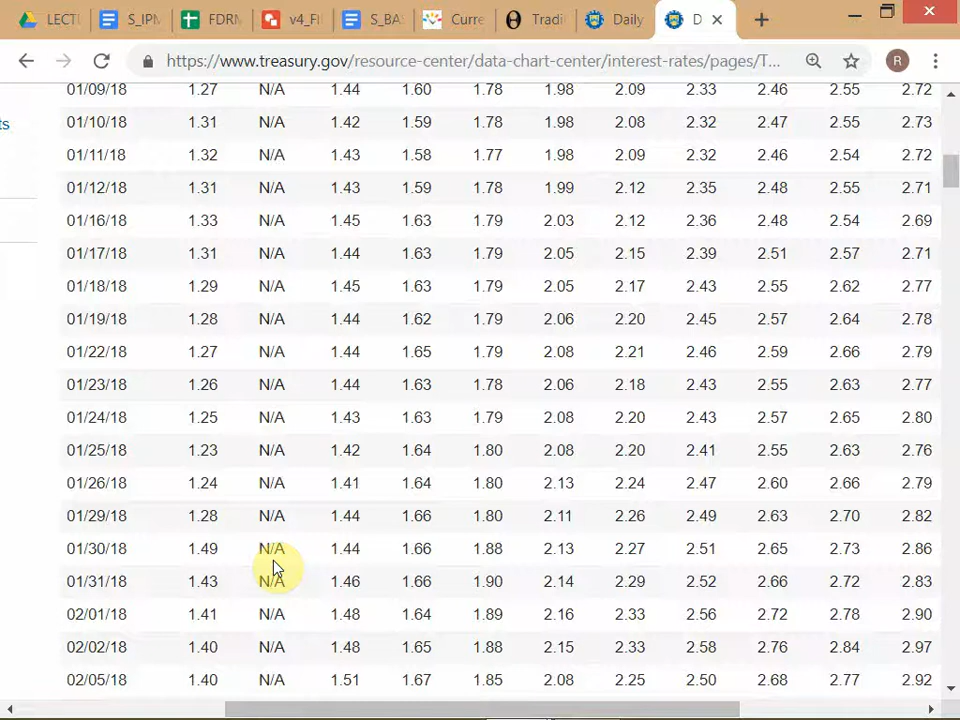 LECT S_IPN FDRM v4_FI S_BA Curre Tradi Daily D
https://www.treasury.gov/resource-center/data-chart-center/interest-rates/pages/T... R
ts
01/09/18 1.27 N/A 1.44 1.60 1.78 1.98 2.09 2.33 2.46 2.55 2.72
01/10/18 1.31 N/A 1.42 1.59 1.78 1.98 2.08 2.32 2.47 2.55 2.73
01/11/18 1.32 N/A 1.43 1.58 1.77 1.98 2.09 2.32 2.46 2.54 2.72
01/12/18 1.31 N/A 1.43 1.59 1.78 1.99 2.12 2.35 2.48 2.55 2.71
01/16/18 1.33 N/A 1.45 1.63 1.79 2.03 2.12 2.36 2.48 2.54 2.69
01/17/18 1.31 N/A 1.44 1.63 1.79 2.05 2.15 2.39 2.51 2.57 2.71
01/18/18 1.29 N/A 1.45 1.63 1.79 2.05 2.17 2.43 2.55 2.62 2.77
01/19/18 1.28 N/A 1.44 1.62 1.79 2.06 2.20 2.45 2.57 2.64 2.78
01/22/18 1.27 N/A 1.44 1.65 1.79 2.08 2.21 2.46 2.59 2.66 2.79
01/23/18 1.26 N/A 1.44 1.63 1.78 2.06 2.18 2.43 2.55 2.63 2.77
01/24/18 1.25 N/A 1.43 1.63 1.79 2.08 2.20 2.43 2.57 2.65 2.80
01/25/18 1.23 N/A 1.42 1.64 1.80 2.08 2.20 2.41 2.55 2.63 2.76
01/26/18 1.24 N/A 1.41 1.64 1.80 2.13 2.24 2.47 2.60 2.66 2.79
01/29/18 1.28 N/A 1.44 1.66 1.80 2.11 2.26 2.49 2.63 2.70 2.82
01/30/18 1.49 N/A 1.44 1.66 1.88 2.13 2.27 2.51 2.65 2.73 2.86
01/31/18 1.43 N/A 1.46 1.66 1.90 2.14 2.29 2.52 2.66 2.72 2.83
02/01/18 1.41 N/A 1.48 1.64 1.89 2.16 2.33 2.56 2.72 2.78 2.90
02/02/18 1.40 N/A 1.48 1.65 1.88 2.15 2.33 2.58 2.76 2.84 2.97
02/05/18 1.40 N/A 1.51 1.67 1.85 2.08 2.25 2.50 2.68 2.77 2.92